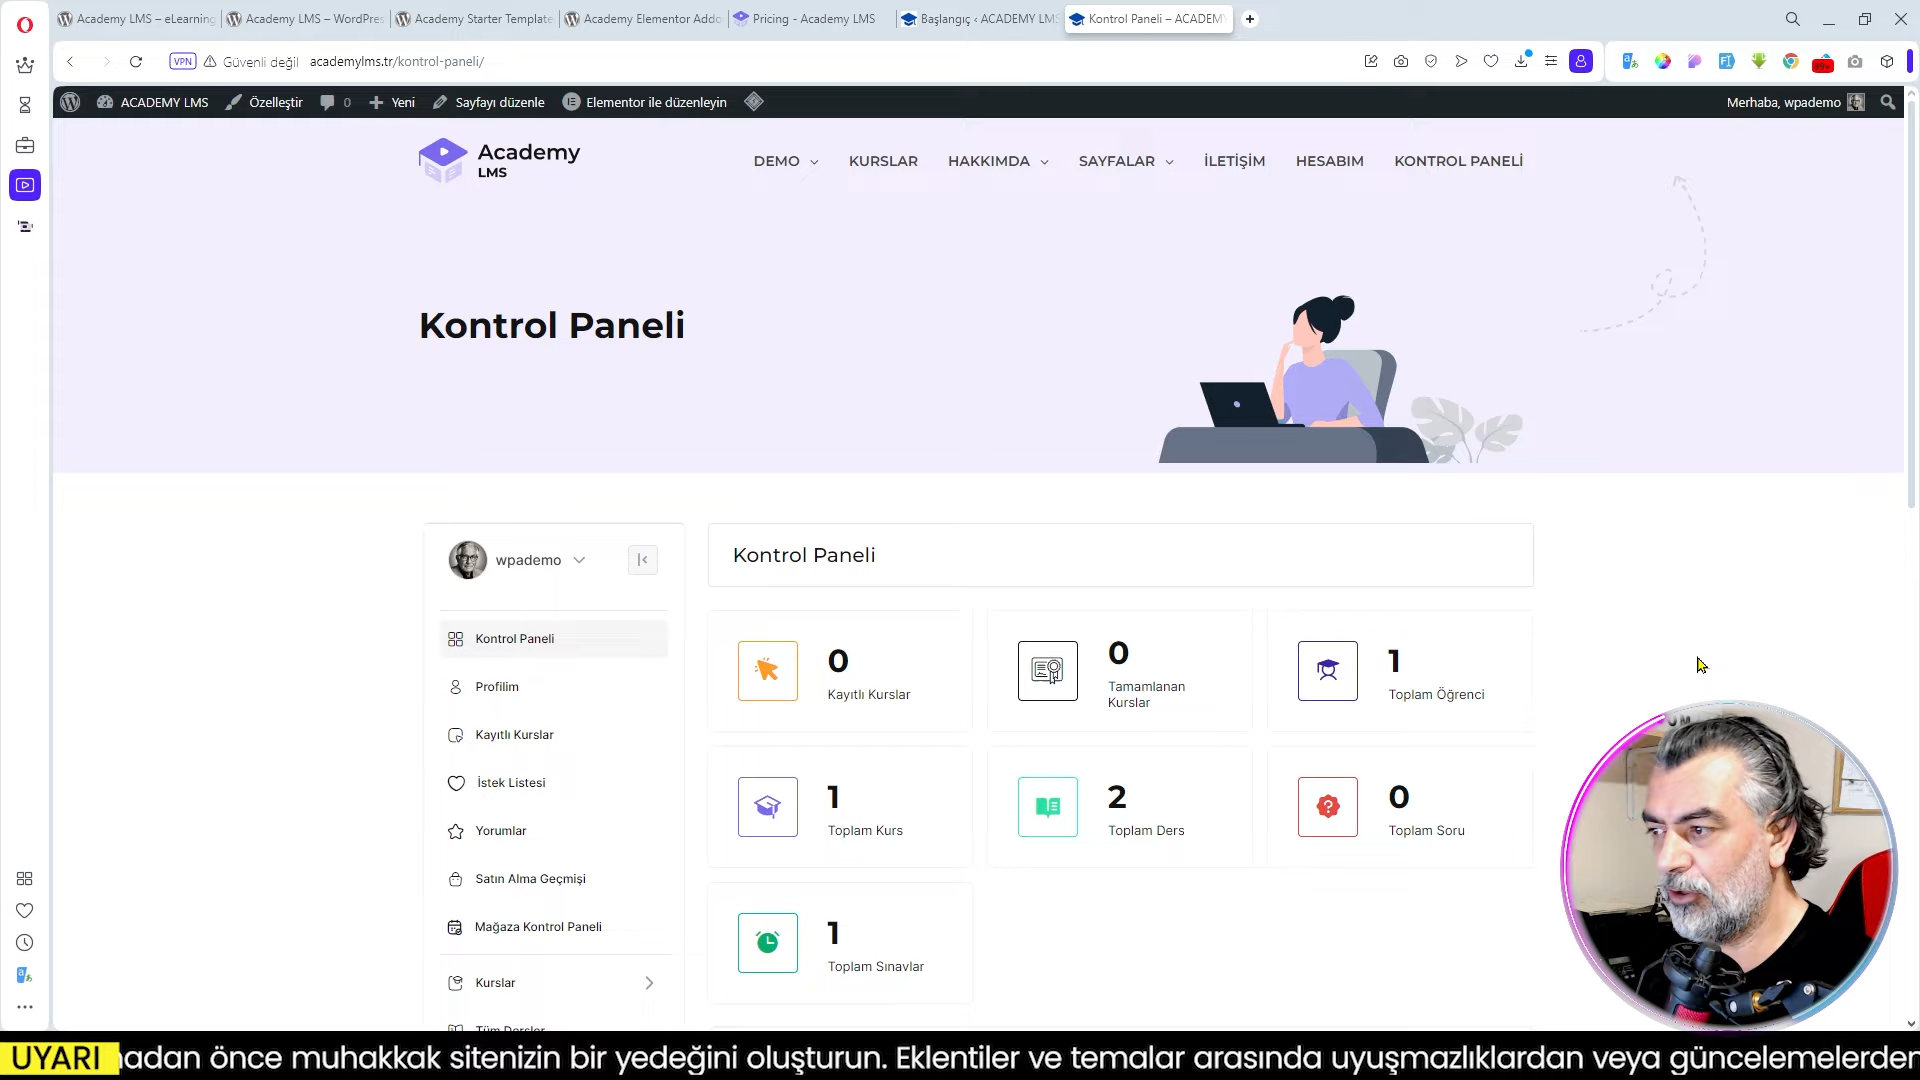 Academy LMS – eLearning
Academy LMS – WordPres
Academy Starter Template
Academy Elementor Addo
Pricing - Academy LMS
Başlangıç ‹ ACADEMY LMS
Kontrol Paneli – ACADEMY
VPN
Güvenli değil
academylms.tr/kontrol-paneli/
ACADEMY LMS
Özelleştir
0
Yeni
Sayfayı düzenle
Elementor ile düzenleyin
Merhaba, wpademo
Academy
LMS
DEMO
KURSLAR
HAKKIMDA
SAYFALAR
İLETİŞİM
HESABIM
KONTROL PANELİ
Kontrol Paneli
wpademo
Kontrol Paneli
Profilim
Kayıtlı Kurslar
İstek Listesi
Yorumlar
Satın Alma Geçmişi
Mağaza Kontrol Paneli
Kurslar
Tüm Dersler
Kontrol Paneli
0
Kayıtlı Kurslar
0
Tamamlanan
Kurslar
1
Toplam Öğrenci
1
Toplam Kurs
2
Toplam Ders
0
Toplam Soru
1
Toplam Sınavlar
UYARI
madan önce muhakkak sitenizin bir yedeğini oluşturun. Eklentiler ve temalar arasında uyuşmazlıklardan veya güncelemelerden